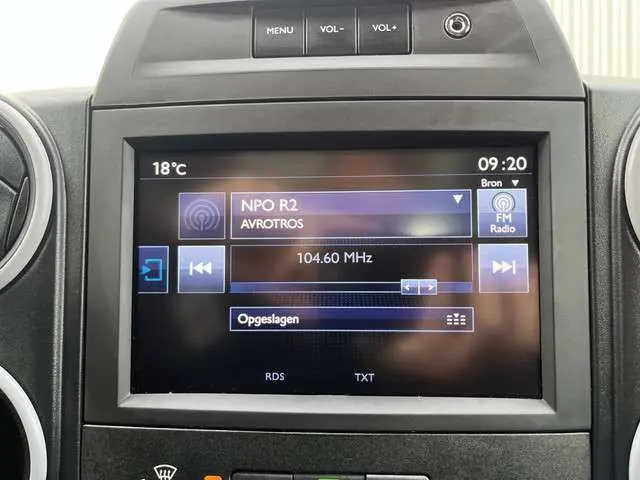 MENU VOL- VOL+
18°C 09:20
Bron
NPO R2
AVROTROS
FM
Radio
104.60 MHz
Opgeslagen
RDS TXT